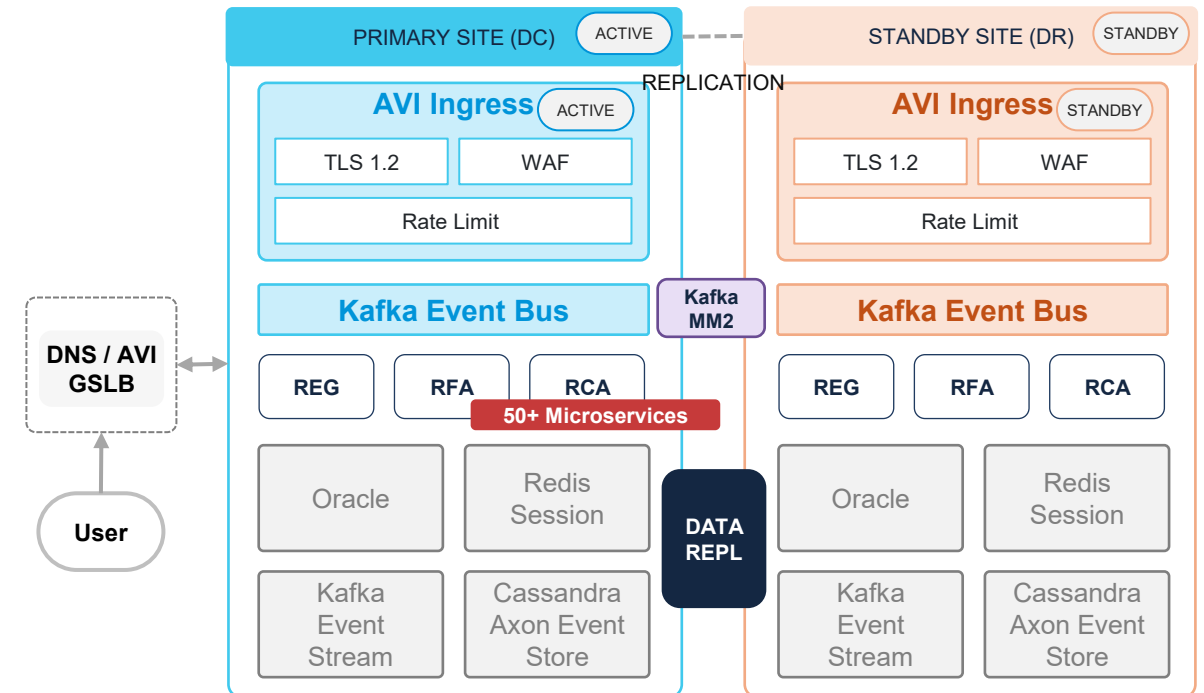 PRIMARY SITE (DC)
ACTIVE
STANDBY SITE (DR)
STANDBY
REPLICATION
AVI Ingress
ACTIVE
TLS 1.2
WAF
Rate Limit
AVI Ingress
STANDBY
TLS 1.2
WAF
Rate Limit
Kafka Event Bus
Kafka
MM2
Kafka Event Bus
DNS / AVI
GSLB
User
REG
RFA
RCA
50+ Microservices
REG
RFA
RCA
Oracle
Redis
Session
Kafka
Event
Stream
Cassandra
Axon Event
Store
DATA
REPL
Oracle
Redis
Session
Kafka
Event
Stream
Cassandra
Axon Event
Store